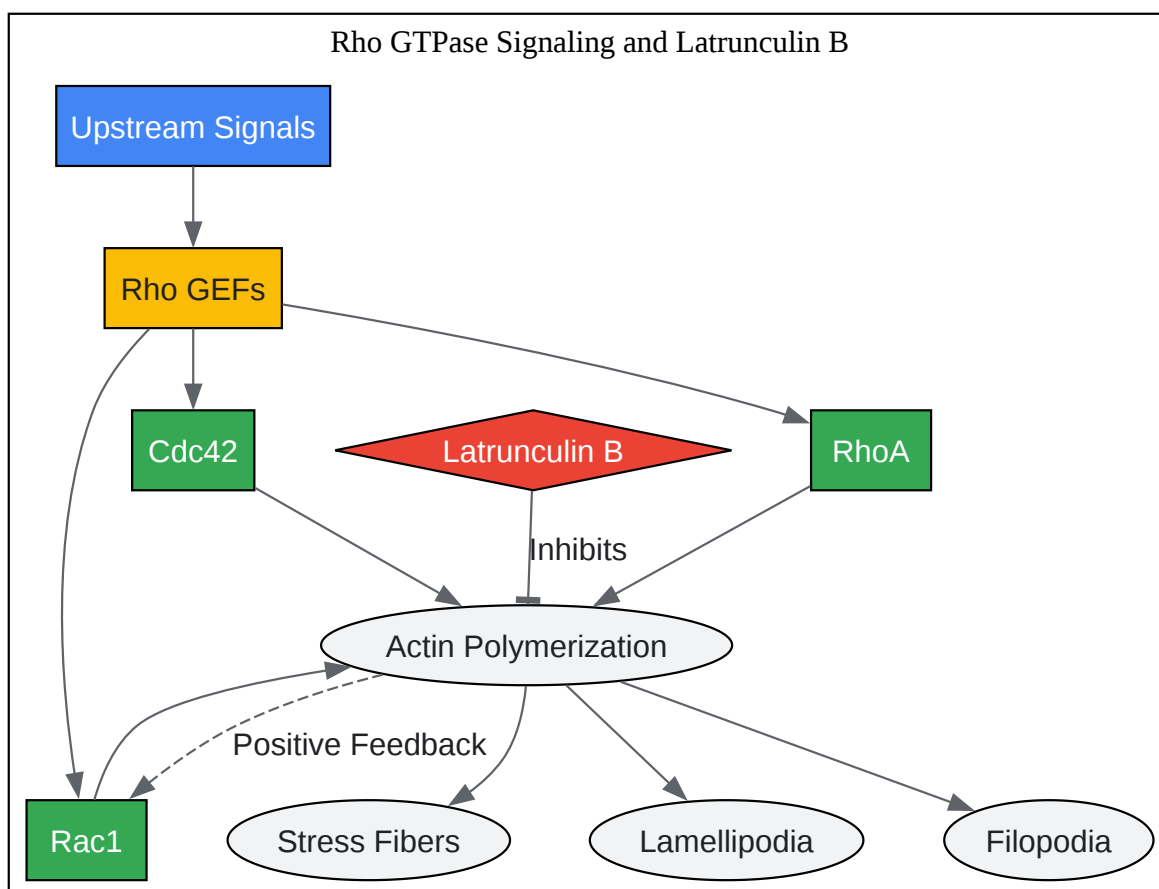 Rho GTPase Signaling and Latrunculin B
Upstream Signals
Rho GEFs
Cdc42
Latrunculin B
RhoA
Inhibits
Actin Polymerization
Positive Feedback
Rac1
Stress Fibers
Lamellipodia
Filopodia